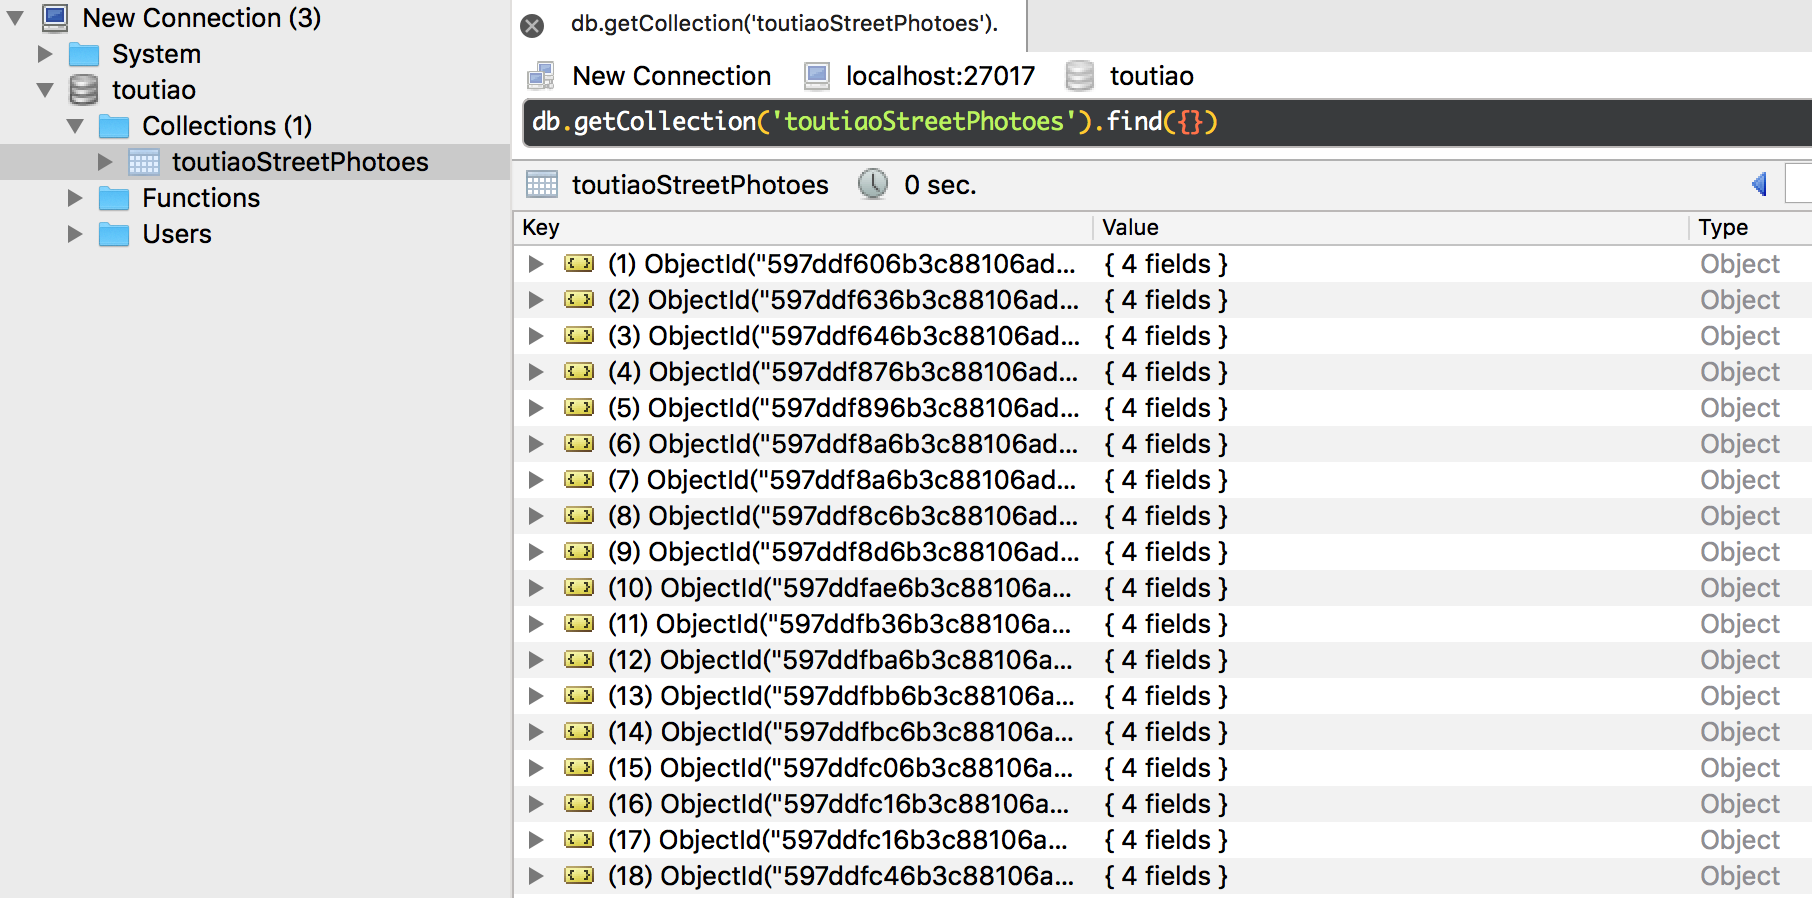 New Connection (3)
System
toutiao
Collections (1)
toutiaoStreetPhotoes
Functions
Users
db.getCollection('toutiaoStreetPhotoes').
New Connection localhost:27017 toutiao
db.getCollection('toutiaoStreetPhotoes').find({})
toutiaoStreetPhotoes 0 sec.
Key Value Type
(1) ObjectId("597ddf606b3c88106ad... { 4 fields } Object
(2) ObjectId("597ddf636b3c88106ad... { 4 fields } Object
(3) ObjectId("597ddf646b3c88106ad... { 4 fields } Object
(4) ObjectId("597ddf876b3c88106ad... { 4 fields } Object
(5) ObjectId("597ddf896b3c88106ad... { 4 fields } Object
(6) ObjectId("597ddf8a6b3c88106ad... { 4 fields } Object
(7) ObjectId("597ddf8a6b3c88106ad... { 4 fields } Object
(8) ObjectId("597ddf8c6b3c88106ad... { 4 fields } Object
(9) ObjectId("597ddf8d6b3c88106ad... { 4 fields } Object
(10) ObjectId("597ddfae6b3c88106a... { 4 fields } Object
(11) ObjectId("597ddfb36b3c88106a... { 4 fields } Object
(12) ObjectId("597ddfba6b3c88106a... { 4 fields } Object
(13) ObjectId("597ddfbb6b3c88106a... { 4 fields } Object
(14) ObjectId("597ddfbc6b3c88106a... { 4 fields } Object
(15) ObjectId("597ddfc06b3c88106a... { 4 fields } Object
(16) ObjectId("597ddfc16b3c88106a... { 4 fields } Object
(17) ObjectId("597ddfc16b3c88106a... { 4 fields } Object
(18) ObjectId("597ddfc46b3c88106a... { 4 fields } Object